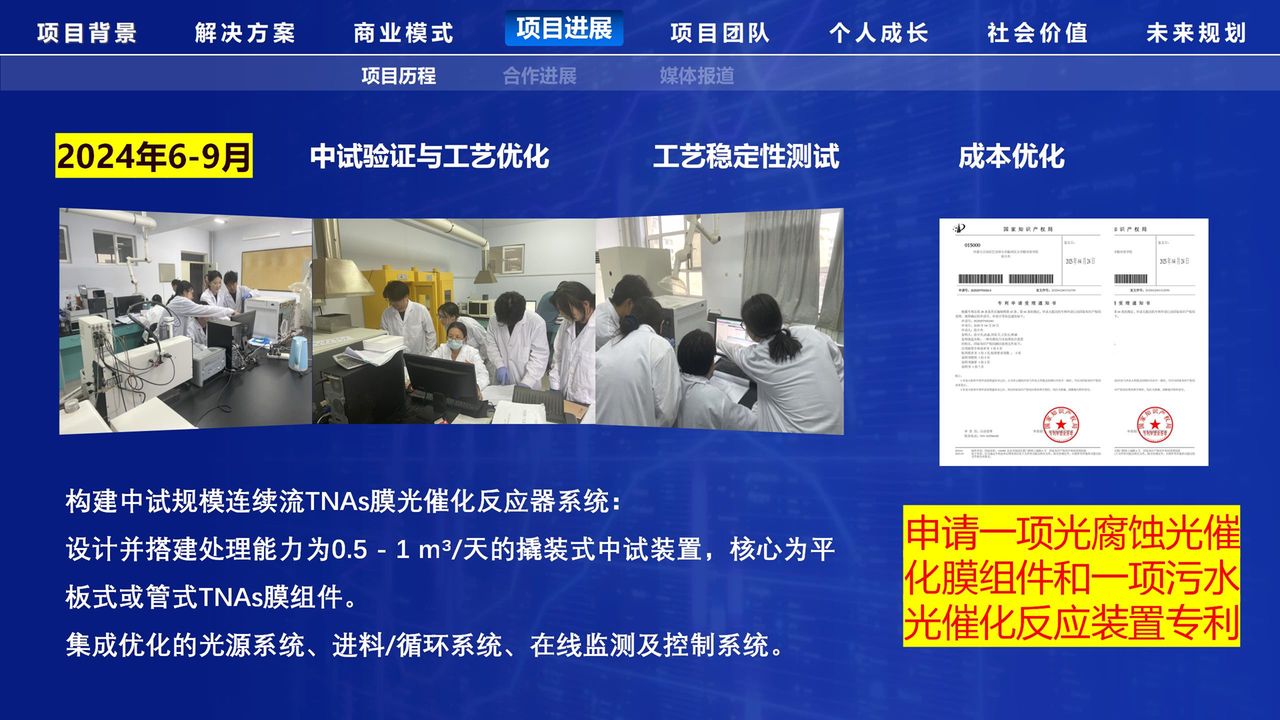 项目背景 解决方案 商业模式 项目进展 项目团队 个人成长 社会价值 未来规划
项目历程 合作进展 媒体报道
2024年6-9月 中试验证与工艺优化 工艺稳定性测试 成本优化
国家知识产权局
015000
专利申请受理通知书
构建中试规模连续流TNAs膜光催化反应器系统：
设计并搭建处理能力为0.5 - 1 m³/天的撬装式中试装置，核心为平
板式或管式TNAs膜组件。
集成优化的光源系统、进料/循环系统、在线监测及控制系统。
申请一项光腐蚀光催
化膜组件和一项污水
光催化反应装置专利